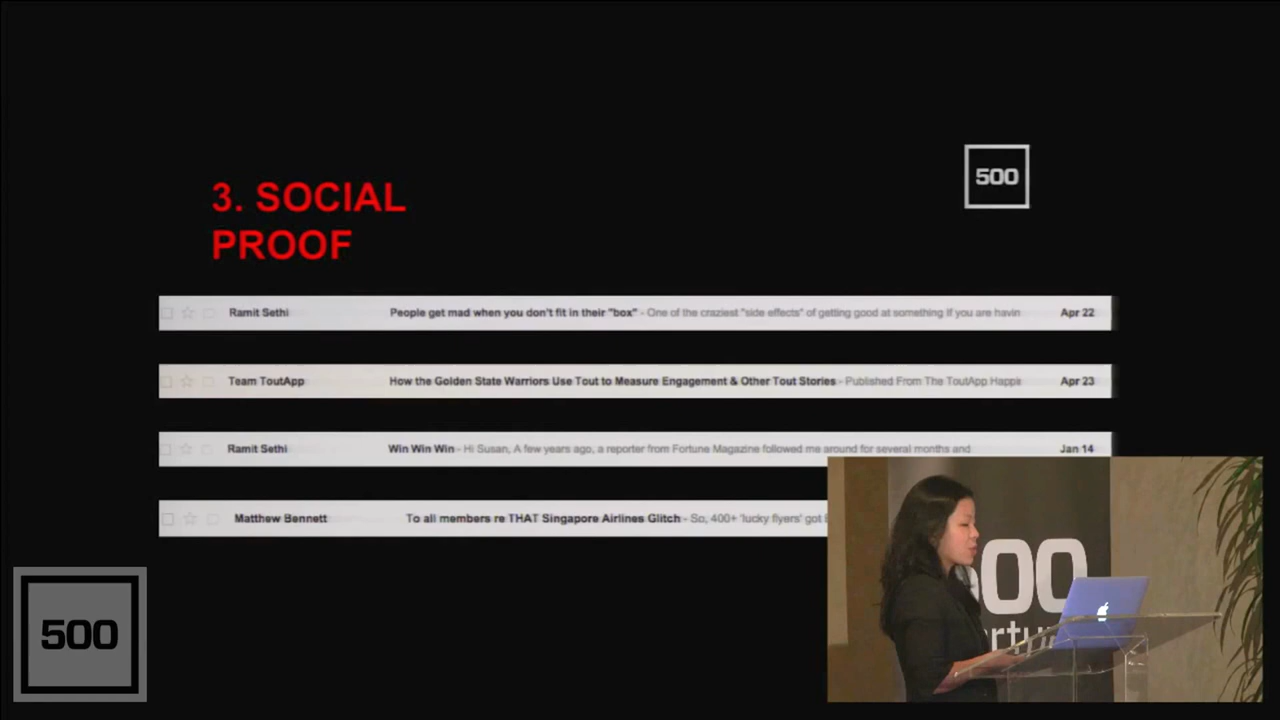 500
3. SOCIAL
PROOF
Ramit Sethi People get mad when you don't fit in their "box" - One of the craziest "side effects" of getting good at something If you are havin Apr 22
Team ToutApp How the Golden State Warriors Use Tout to Measure Engagement & Other Tout Stories - Published From The ToutApp Happi Apr 23
Ramit Sethi Win Win Win - Hi Susan, A few years ago, a reporter from Fortune Magazine followed me around for several months and Jan 14
Matthew Bennett To all members re THAT Singapore Airlines Glitch - So, 400+ 'lucky flyers' got
500
00
rtu